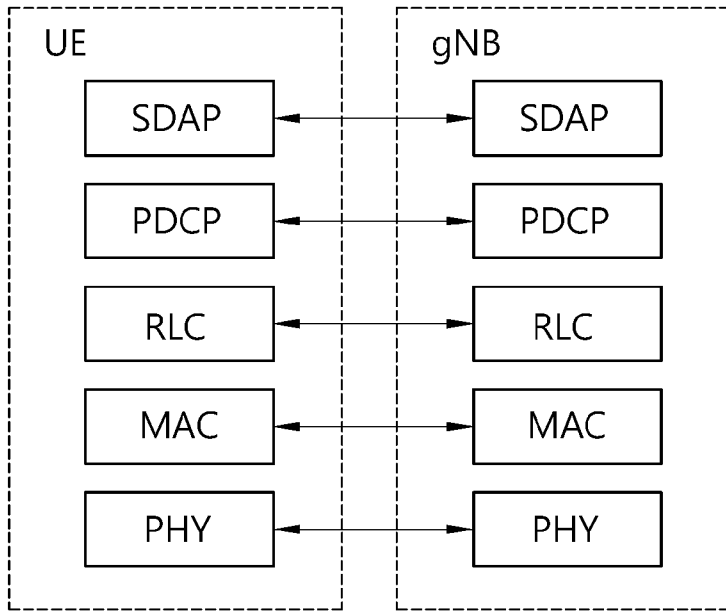 UE gNB
SDAP SDAP
PDCP PDCP
RLC RLC
MAC MAC
PHY PHY